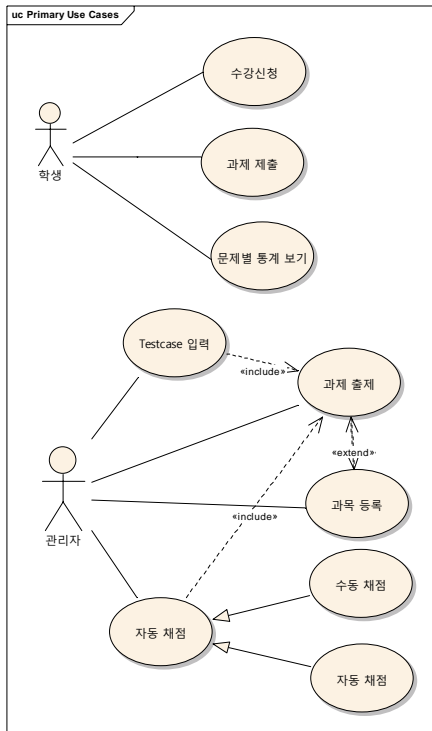 uc Primary Use Cases
수강신청
학생
과제 제출
문제별 통계 보기
Testcase 입력
«include»
과제 출제
«extend»
관리자
«include»
과목 등록
수동 채점
자동 채점
자동 채점